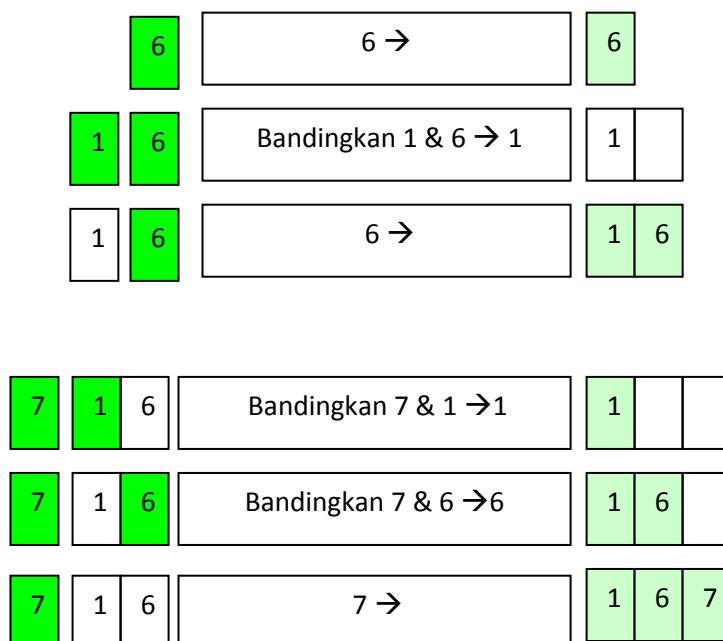 6 6 → 6
1 6 Bandingkan 1 & 6 → 1 1
1 6 6 → 1 6
7 1 6 Bandingkan 7 & 1 →1 1
7 1 6 Bandingkan 7 & 6 →6 1 6
7 1 6 7 → 1 6 7